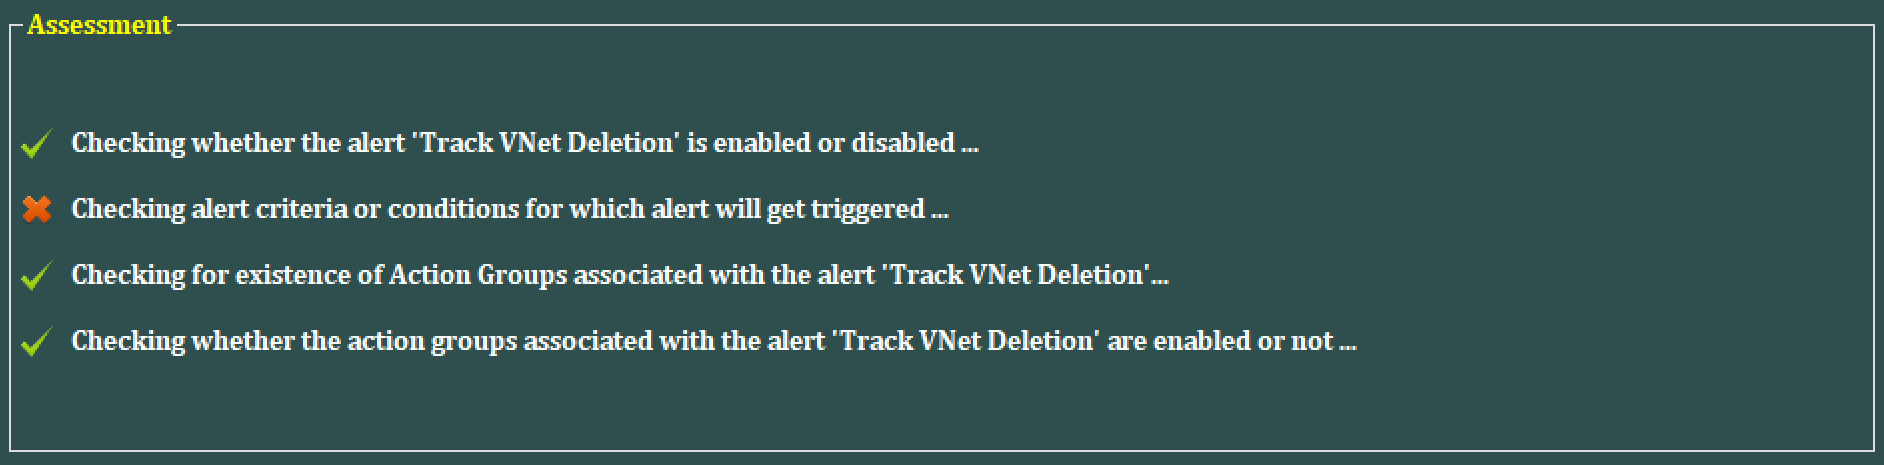 Assessment
Checking whether the alert 'Track VNet Deletion' is enabled or disabled ...
Checking alert criteria or conditions for which alert will get triggered ...
Checking for existence of Action Groups associated with the alert 'Track VNet Deletion'...
Checking whether the action groups associated with the alert 'Track VNet Deletion' are enabled or not ...